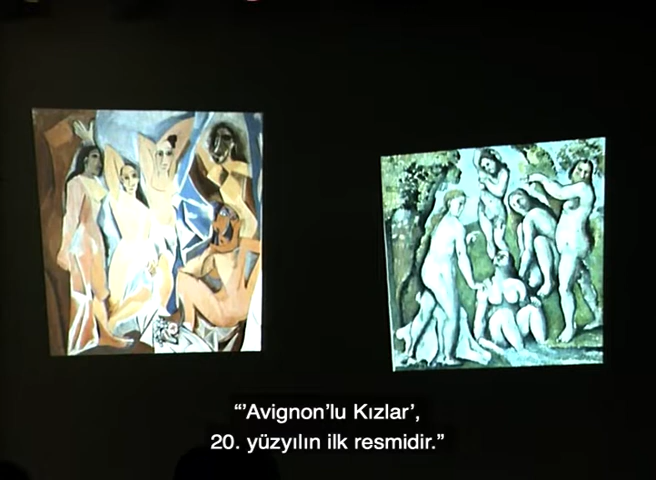 “’Avignon’lu Kızlar’,
20. yüzyılın ilk resmidir.”